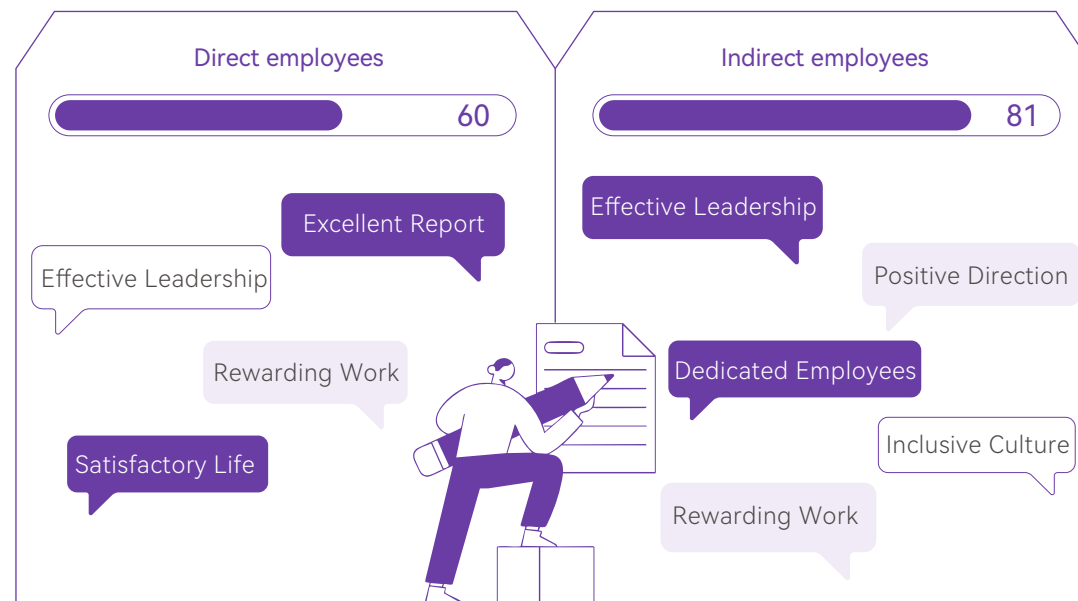 Direct employees
60
Excellent Report
Effective Leadership
Rewarding Work
Satisfactory Life
Indirect employees
81
Effective Leadership
Positive Direction
Dedicated Employees
Inclusive Culture
Rewarding Work